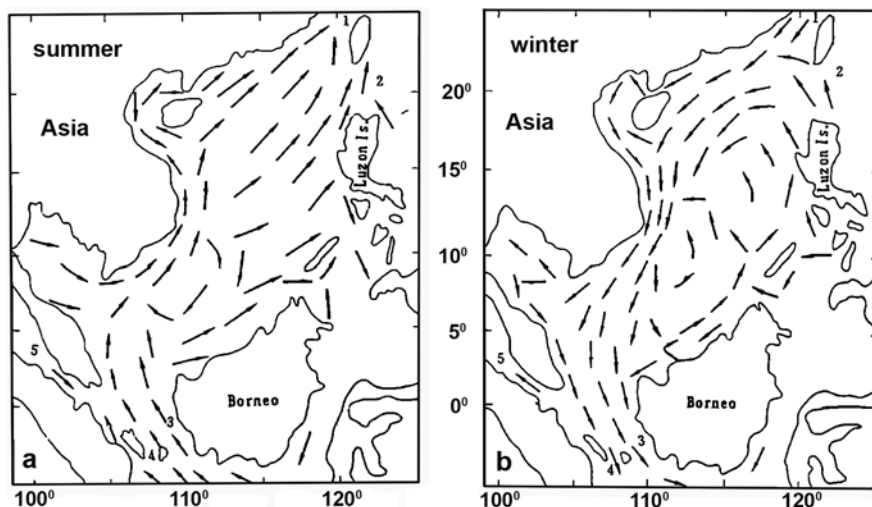 summer
1
2
20⁰
Asia
Luzon Is.
15⁰
10⁰
5⁰
5
Borneo
0⁰
3
4
a
100⁰ 110⁰ 120⁰
winter
1
2
Asia
Luzon Is.
5
Borneo
3
4
b
100⁰ 110⁰ 120⁰